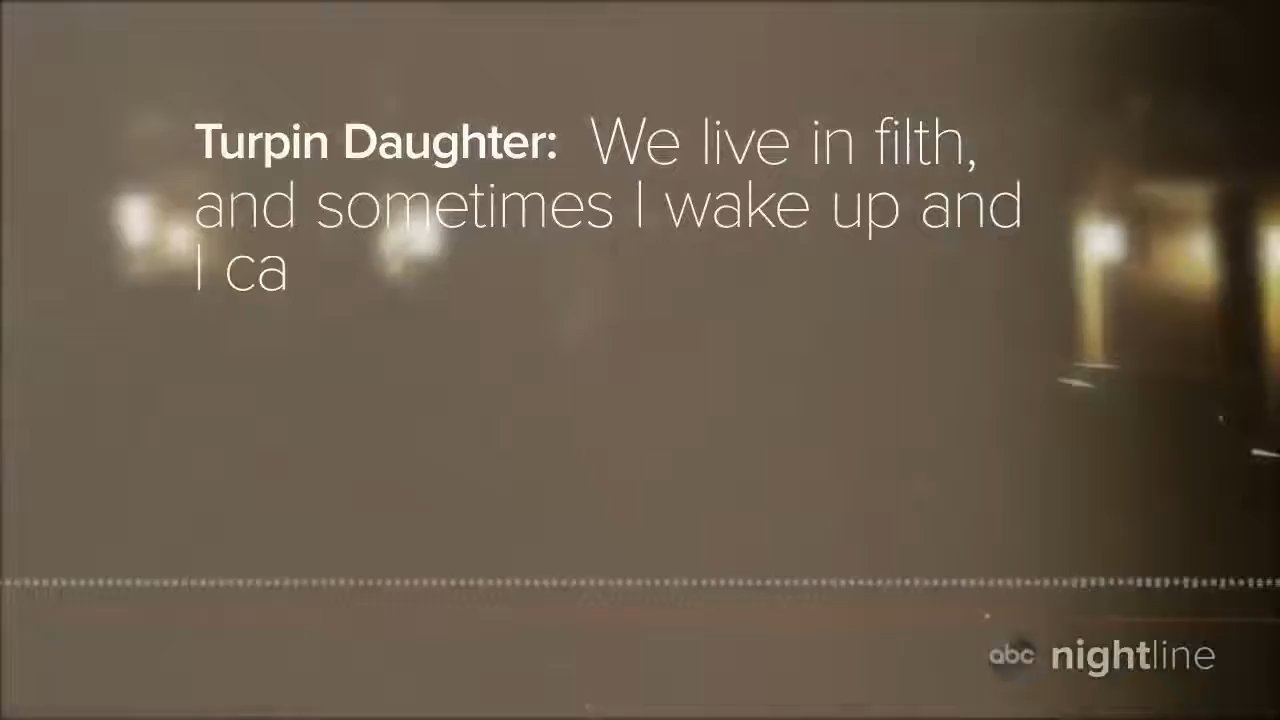 Turpin Daughter: We live in filth,
and sometimes I wake up and
I ca
abc nightline